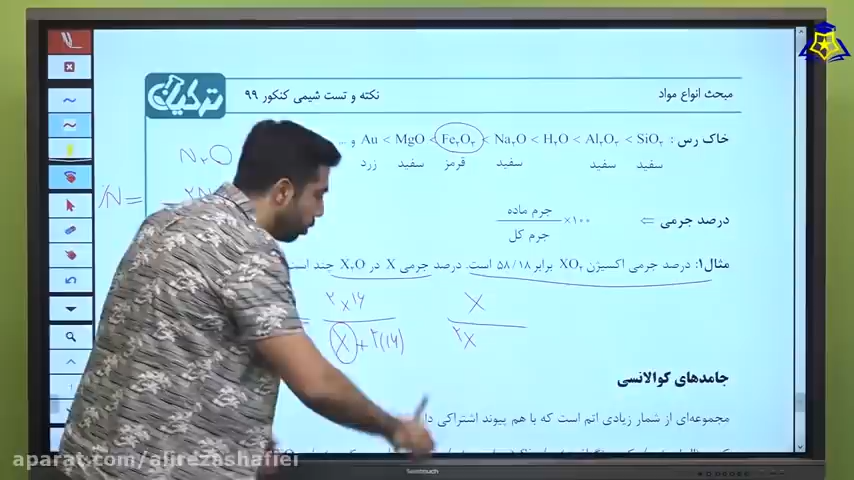 مبحث انواع مواد
نکته و تست شیمی کنکور ۹۹
ترکیان
خاک رس : SiO۲ > Al۲O۳ > H۲O > Na۲O > Fe۲O۳ > MgO > Au و ...
سفید سفید سفید قرمز سفید زرد
N۲O
٪N =
۲N
درصد جرمی ⇐ جرم ماده / جرم کل ×۱۰۰
مثال۱: درصد جرمی اکسیژن XO۲ برابر ۵۸/۱۸ است. درصد جرمی X در X۲O چند است
۲×۱۶
X+۲(۱۶)
X
۲X
جامدهای کووالانسی
مجموعه‌ای از شمار زیادی اتم است که با هم پیوند اشتراکی
aparat.com/alirezashafiei